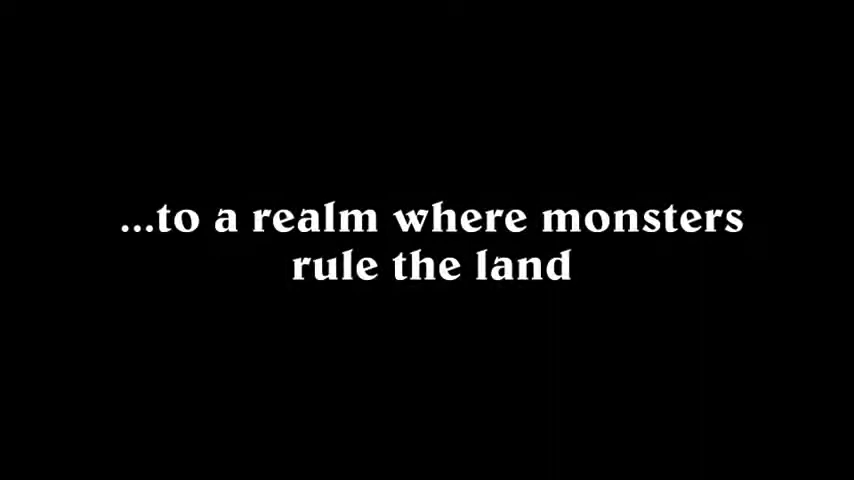 ...to a realm where monsters
rule the land